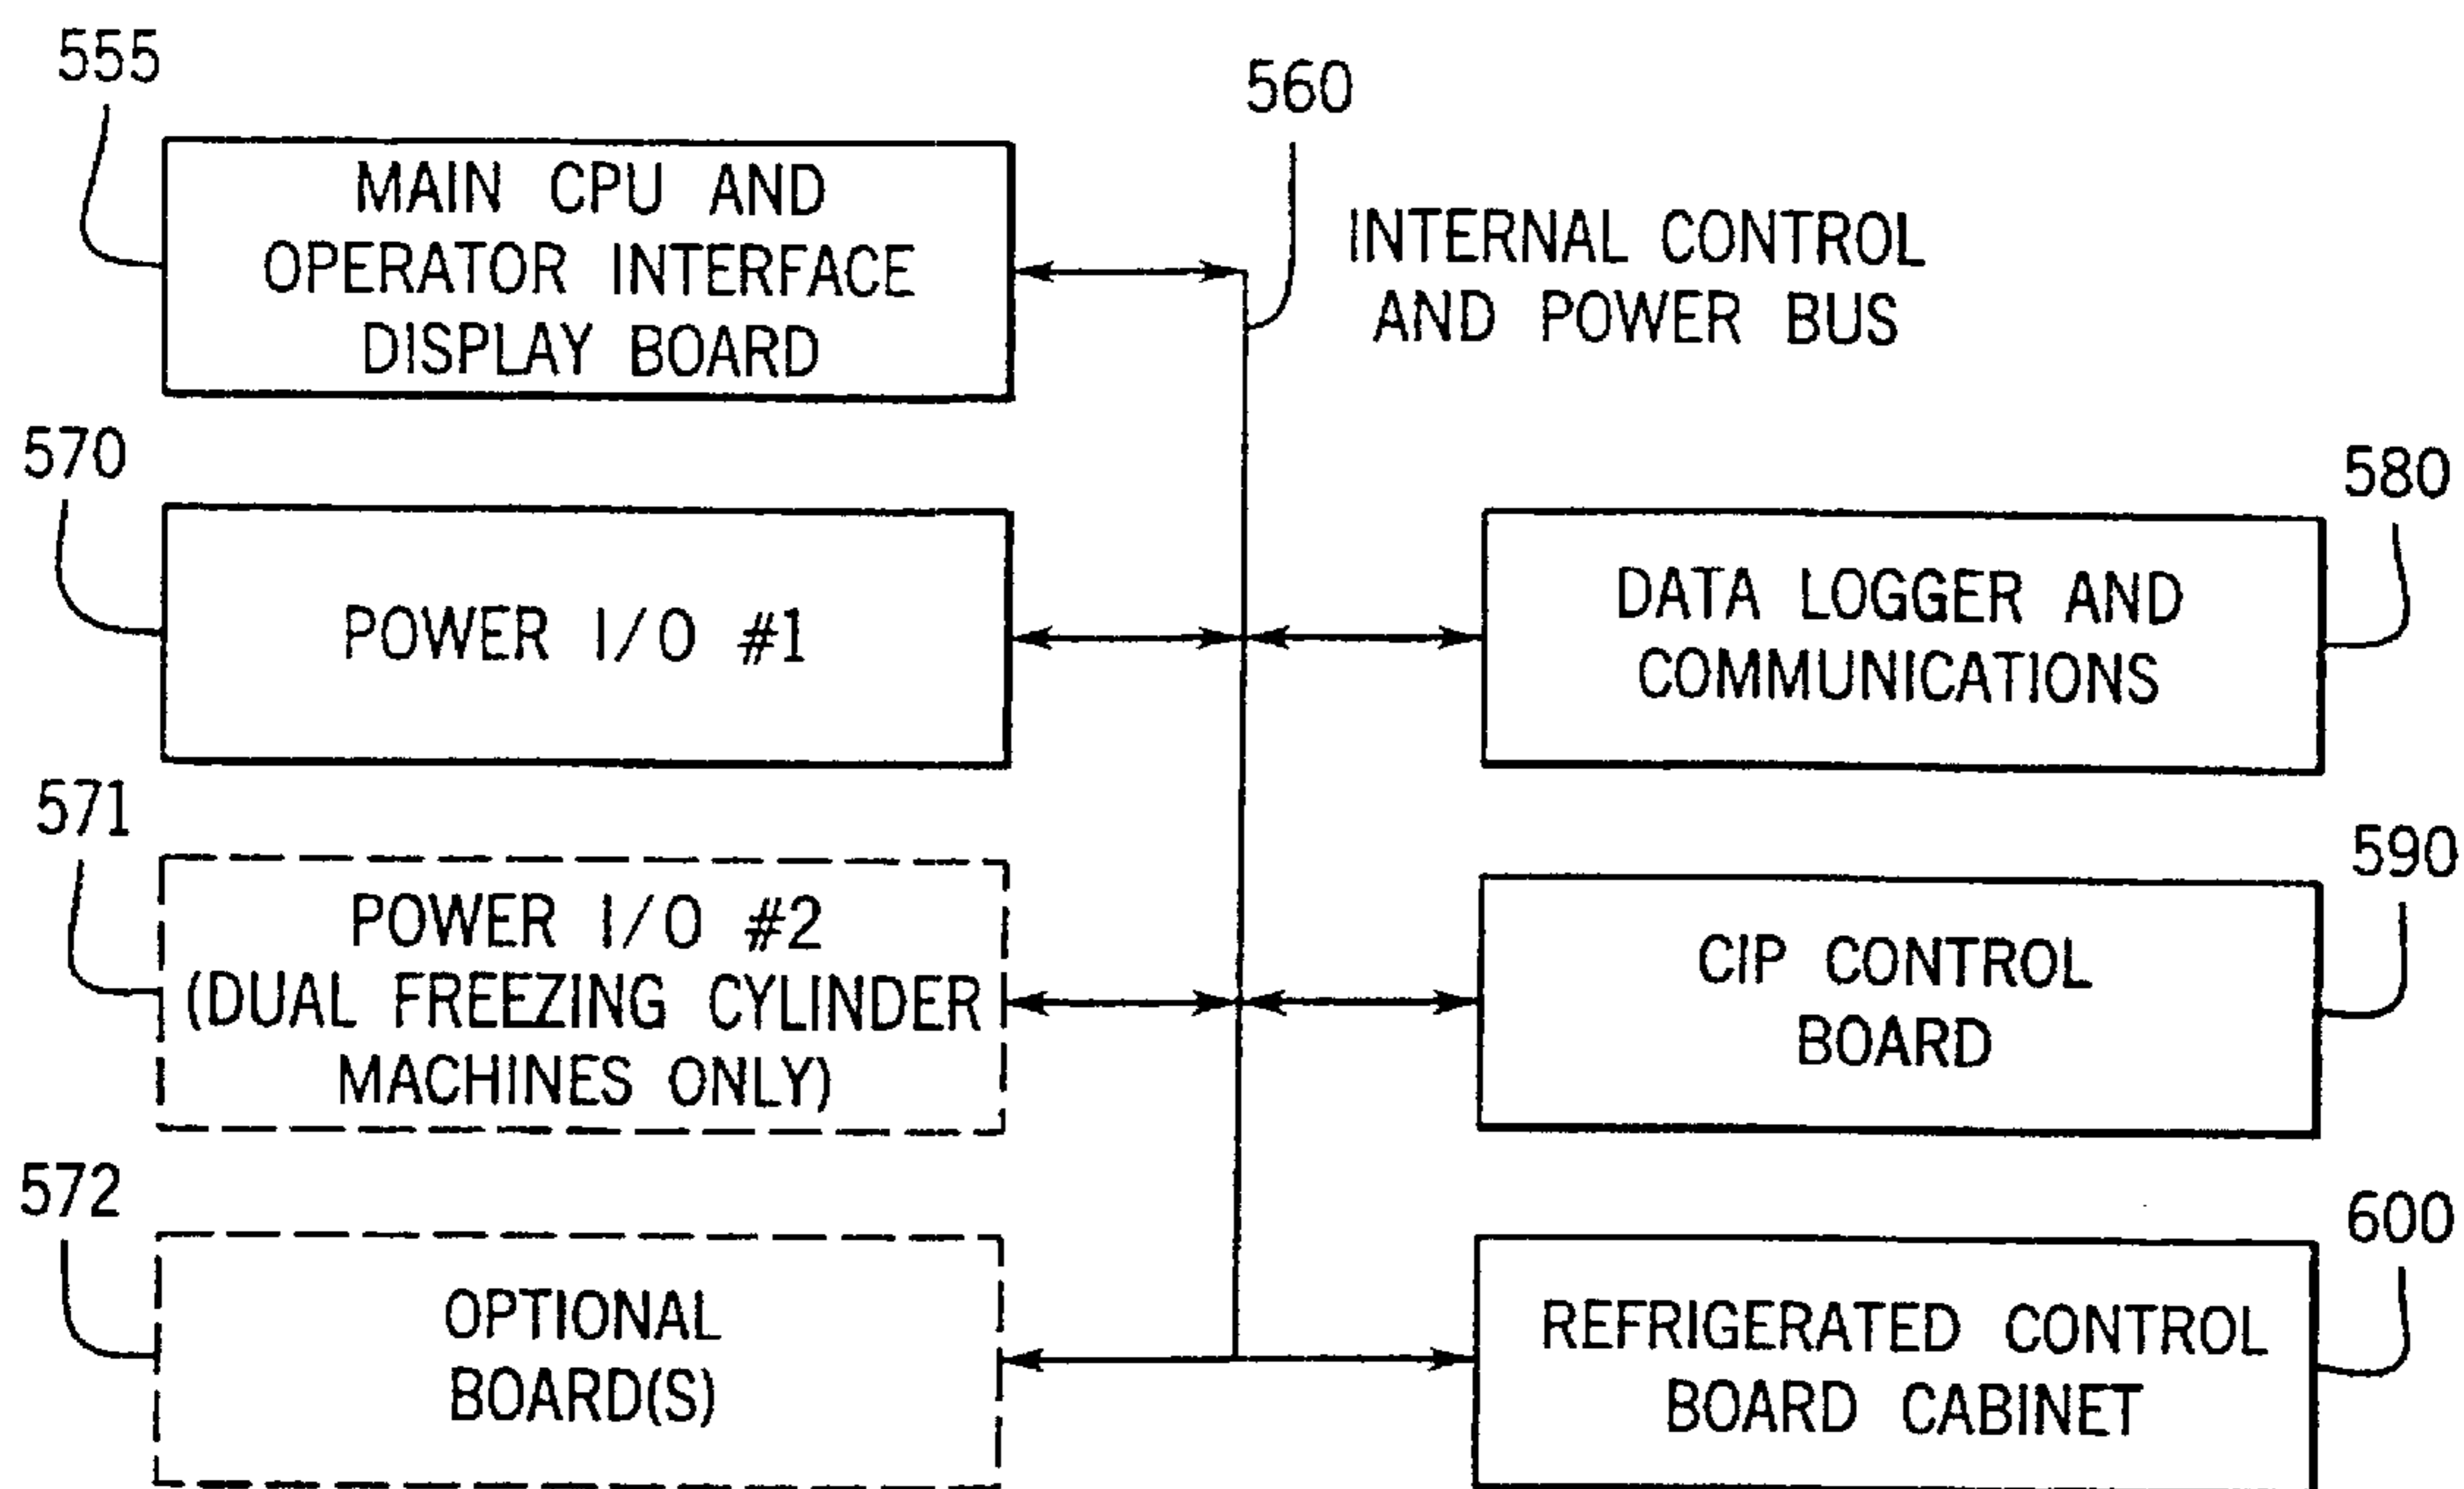 555
MAIN CPU AND
OPERATOR INTERFACE
DISPLAY BOARD
560
INTERNAL CONTROL
AND POWER BUS
570
POWER I/O #1
580
DATA LOGGER AND
COMMUNICATIONS
571
POWER I/O #2
(DUAL FREEZING CYLINDER
MACHINES ONLY)
590
CIP CONTROL
BOARD
572
OPTIONAL
BOARD(S)
600
REFRIGERATED CONTROL
BOARD CABINET